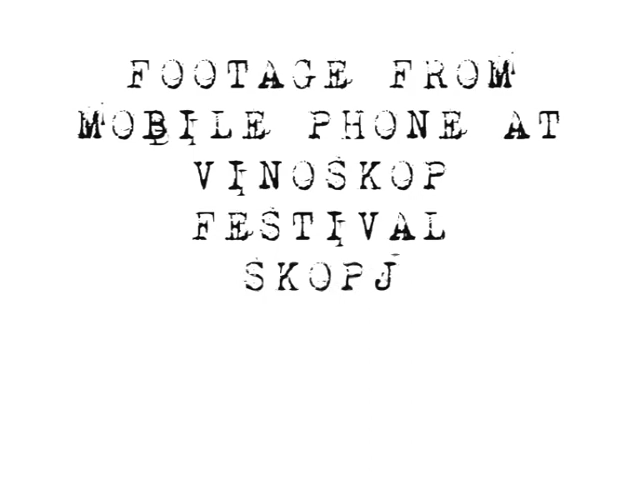 FOOTAGE FROM
MOBILE PHONE AT
VINOSKOP
FESTIVAL
SKOPJ